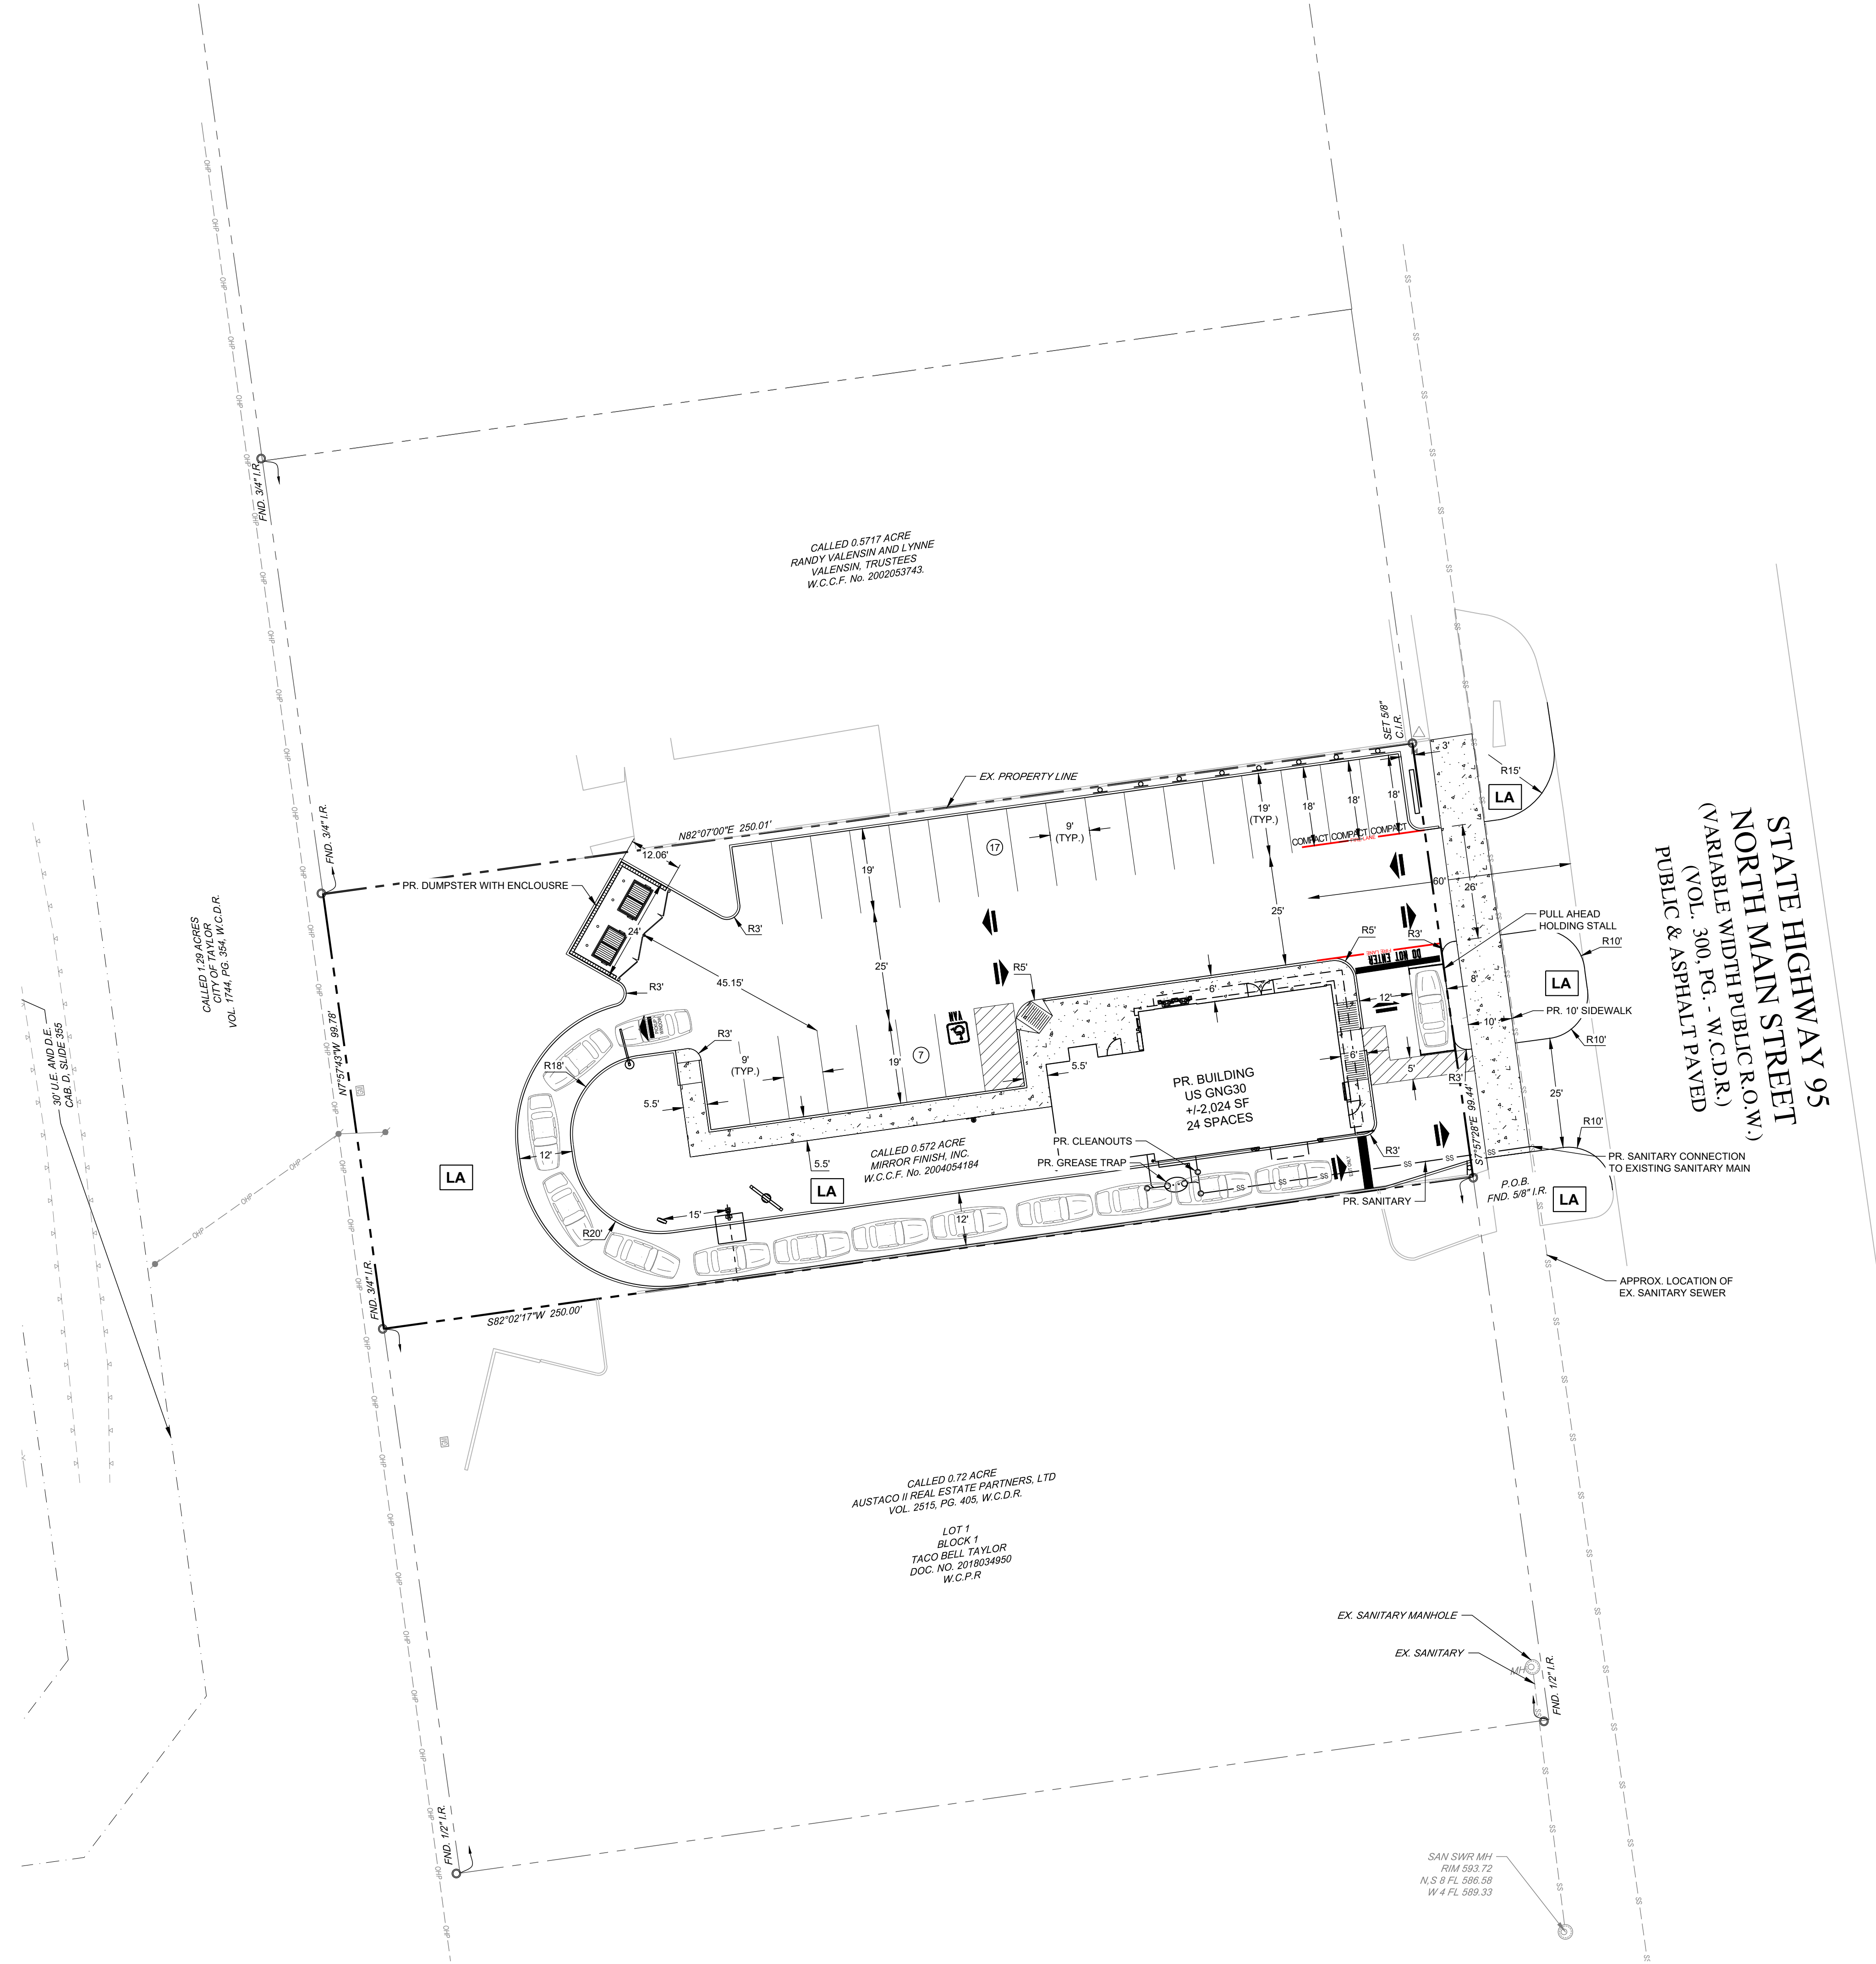 OHP
SS
FND. 3/4" I.R.
CALLED 0.5717 ACRE
RANDY VALENSIN AND LYNNE
VALENSIN, TRUSTEES
W.C.C.F. No. 2002053743.
SET 5/8"
C.I.R.
3'
R15'
LA
STATE HIGHWAY 95
NORTH MAIN STREET
(VARIABLE WIDTH PUBLIC R.O.W.)
(VOL. 300, PG. - W.C.D.R.)
PUBLIC & ASPHALT PAVED
EX. PROPERTY LINE
N82°07'00"E 250.01'
FND. 3/4" I.R.
12.06'
PR. DUMPSTER WITH ENCLOUSRE
24'
R3'
19'
17
9'
(TYP.)
19'
(TYP.)
18'
18'
18'
COMPACT
COMPACT
COMPACT
FIRE LANE
60'
26'
25'
25'
45.15'
R3'
R5'
R5'
R3'
FIRE LANE
DO NOT ENTER
PULL AHEAD
HOLDING STALL
R10'
LA
8'
12'
10'
PR. 10' SIDEWALK
R10'
CALLED 1.29 ACRES
CITY OF TAYLOR
VOL. 1744, PG. 354, W.C.D.R.
30' U.E. AND D.E.
CAB. D, SLIDE 355
N7°57'43"W 99.78'
R18'
R3'
9'
(TYP.)
VAN
7
19'
6'
5.5'
5.5'
6'
5'
R3'
PR. BUILDING
US GNG30
+/-2,024 SF
24 SPACES
25'
R10'
S7°57'28"E 99.44'
12'
LA
CALLED 0.572 ACRE
MIRROR FINISH, INC.
W.C.C.F. No. 2004054184
5.5'
PR. CLEANOUTS
PR. GREASE TRAP
R3'
PR. SANITARY CONNECTION
TO EXISTING SANITARY MAIN
LA
15'
R20'
12'
PR. SANITARY
P.O.B.
FND. 5/8" I.R.
LA
FND. 3/4" I.R.
S82°02'17"W 250.00'
APPROX. LOCATION OF
EX. SANITARY SEWER
CALLED 0.72 ACRE
AUSTACO II REAL ESTATE PARTNERS, LTD
VOL. 2515, PG. 405, W.C.D.R.
LOT 1
BLOCK 1
TACO BELL TAYLOR
DOC. NO. 2018034950
W.C.P.R
EX. SANITARY MANHOLE
EX. SANITARY
MH
FND. 1/2" I.R.
FND. 1/2" I.R.
SAN SWR MH
RIM 593.72
N,S 8 FL 586.58
W 4 FL 589.33